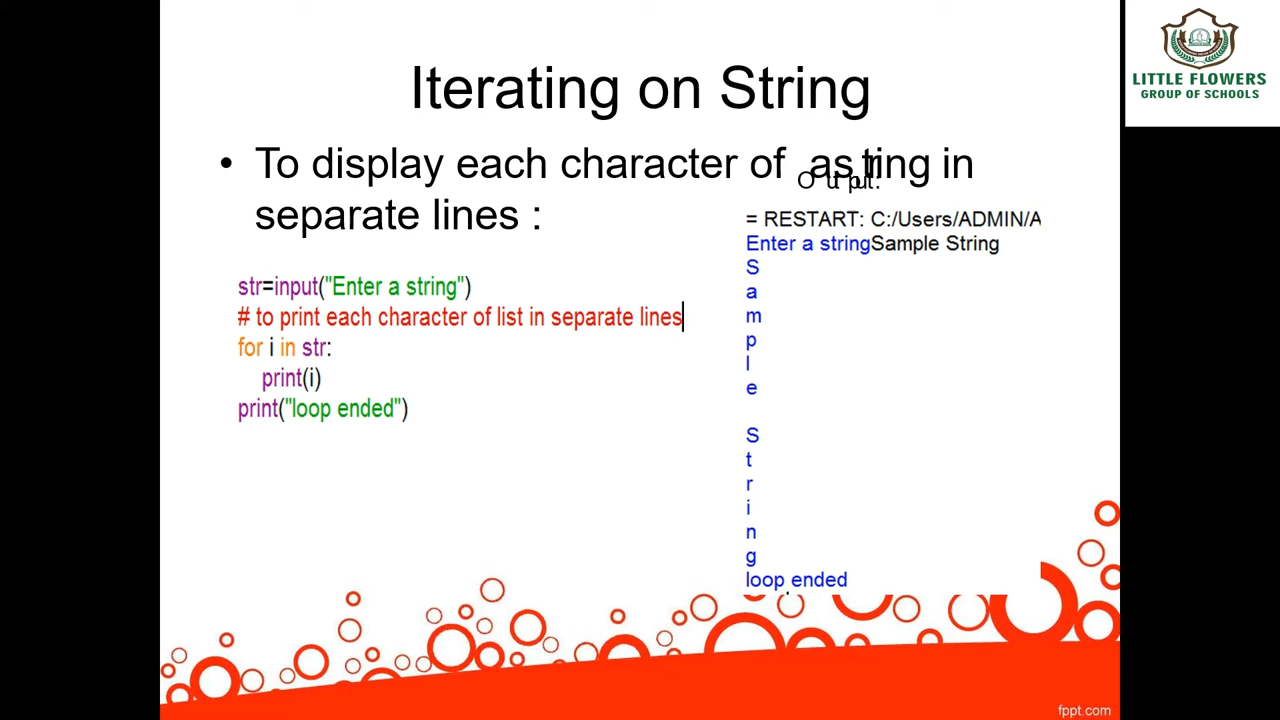 LITTLE FLOWERS
GROUP OF SCHOOLS
Iterating on String
• To display each character of a string in
separate lines :
Output:
str=input("Enter a string")
# to print each character of list in separate lines
for i in str:
print(i)
print("loop ended")
= RESTART: C:/Users/ADMIN/A
Enter a stringSample String
S
a
m
p
l
e
S
t
r
i
n
g
loop ended
fppt.com